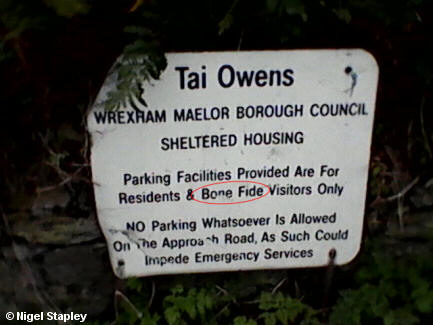 Tai Owens
WREXHAM MAELOR BOROUGH COUNCIL
SHELTERED HOUSING
Parking Facilities Provided Are For
Residents & Bone Fide Visitors Only
NO Parking Whatsoever Is Allowed
On The Approach Road, As Such Could
Impede Emergency Services
© Nigel Stapley